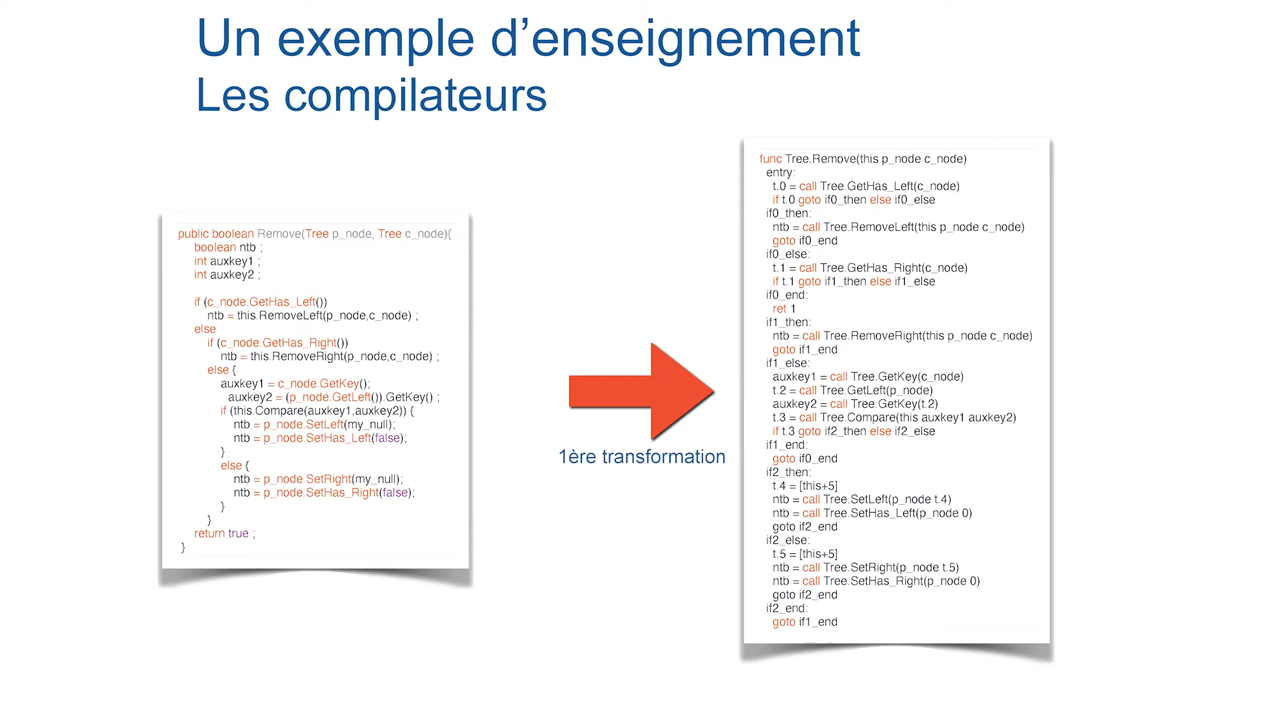 Un exemple d'enseignement
Les compilateurs
public boolean Remove(Tree p_node, Tree c_node){
boolean ntb ;
int auxkey1 ;
int auxkey2 ;
if (c_node.GetHas_Left())
ntb = this.RemoveLeft(p_node,c_node) ;
else
if (c_node.GetHas_Right())
ntb = this.RemoveRight(p_node,c_node) ;
else {
auxkey1 = c_node.GetKey();
auxkey2 = (p_node.GetLeft()).GetKey() ;
if (this.Compare(auxkey1,auxkey2)) {
ntb = p_node.SetLeft(my_null);
ntb = p_node.SetHas_Left(false);
}
else {
ntb = p_node.SetRight(my_null);
ntb = p_node.SetHas_Right(false);
}
}
return true ;
}
1ère transformation
func Tree.Remove(this p_node c_node)
entry:
t.0 = call Tree.GetHas_Left(c_node)
if t.0 goto if0_then else if0_else
if0_then:
ntb = call Tree.RemoveLeft(this p_node c_node)
goto if0_end
if0_else:
t.1 = call Tree.GetHas_Right(c_node)
if t.1 goto if1_then else if1_else
if0_end:
ret 1
if1_then:
ntb = call Tree.RemoveRight(this p_node c_node)
goto if1_end
if1_else:
auxkey1 = call Tree.GetKey(c_node)
t.2 = call Tree.GetLeft(p_node)
auxkey2 = call Tree.GetKey(t.2)
t.3 = call Tree.Compare(this auxkey1 auxkey2)
if t.3 goto if2_then else if2_else
if1_end:
goto if0_end
if2_then:
t.4 = [this+5]
ntb = call Tree.SetLeft(p_node t.4)
ntb = call Tree.SetHas_Left(p_node 0)
goto if2_end
if2_else:
t.5 = [this+5]
ntb = call Tree.SetRight(p_node t.5)
ntb = call Tree.SetHas_Right(p_node 0)
goto if2_end
if2_end:
goto if1_end